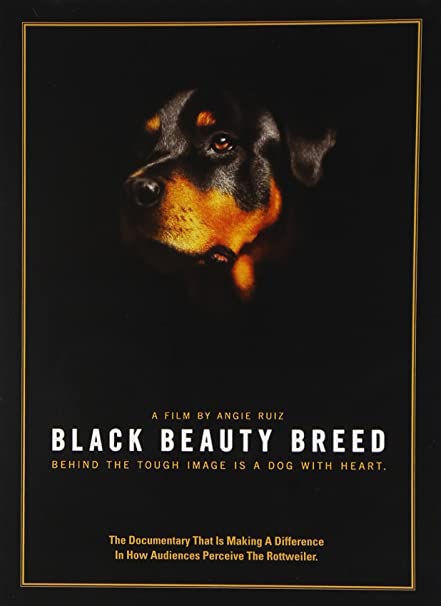 A FILM BY ANGIE RUIZ
BLACK BEAUTY BREED
BEHIND THE TOUGH IMAGE IS A DOG WITH HEART.
The Documentary That Is Making A Difference
In How Audiences Perceive The Rottweiler.